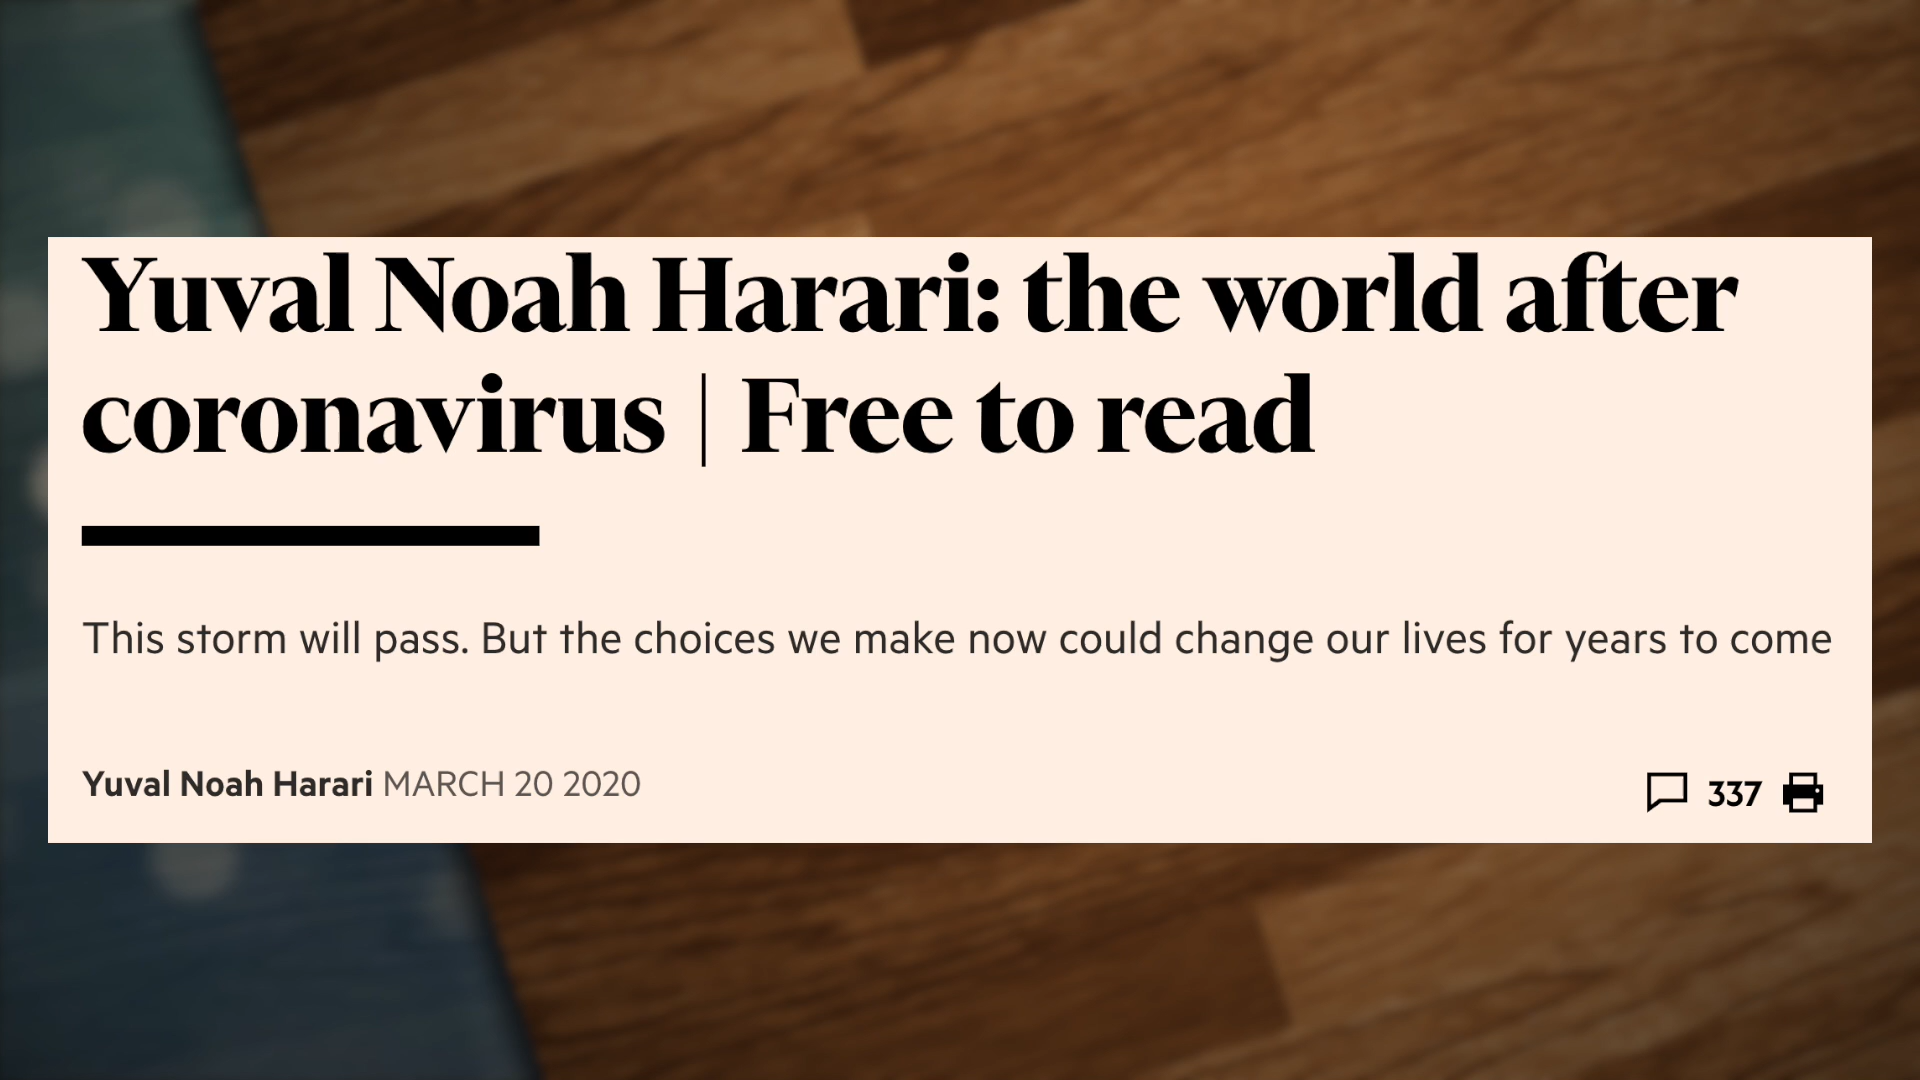 Yuval Noah Harari: the world after
coronavirus | Free to read
This storm will pass. But the choices we make now could change our lives for years to come
Yuval Noah Harari MARCH 20 2020
337